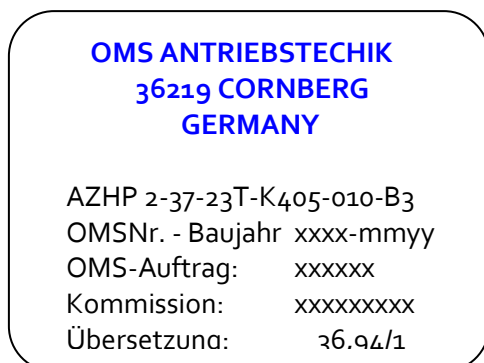 OMS ANTRIEBSTECHIK
36219 CORNBERG
GERMANY
AZHP 2-37-23T-K405-010-B3
OMSNr. - Baujahr xxxx-mmyy
OMS-Auftrag: xxxxxx
Kommission: xxxxxxxxx
Übersetzung: 36,94/1